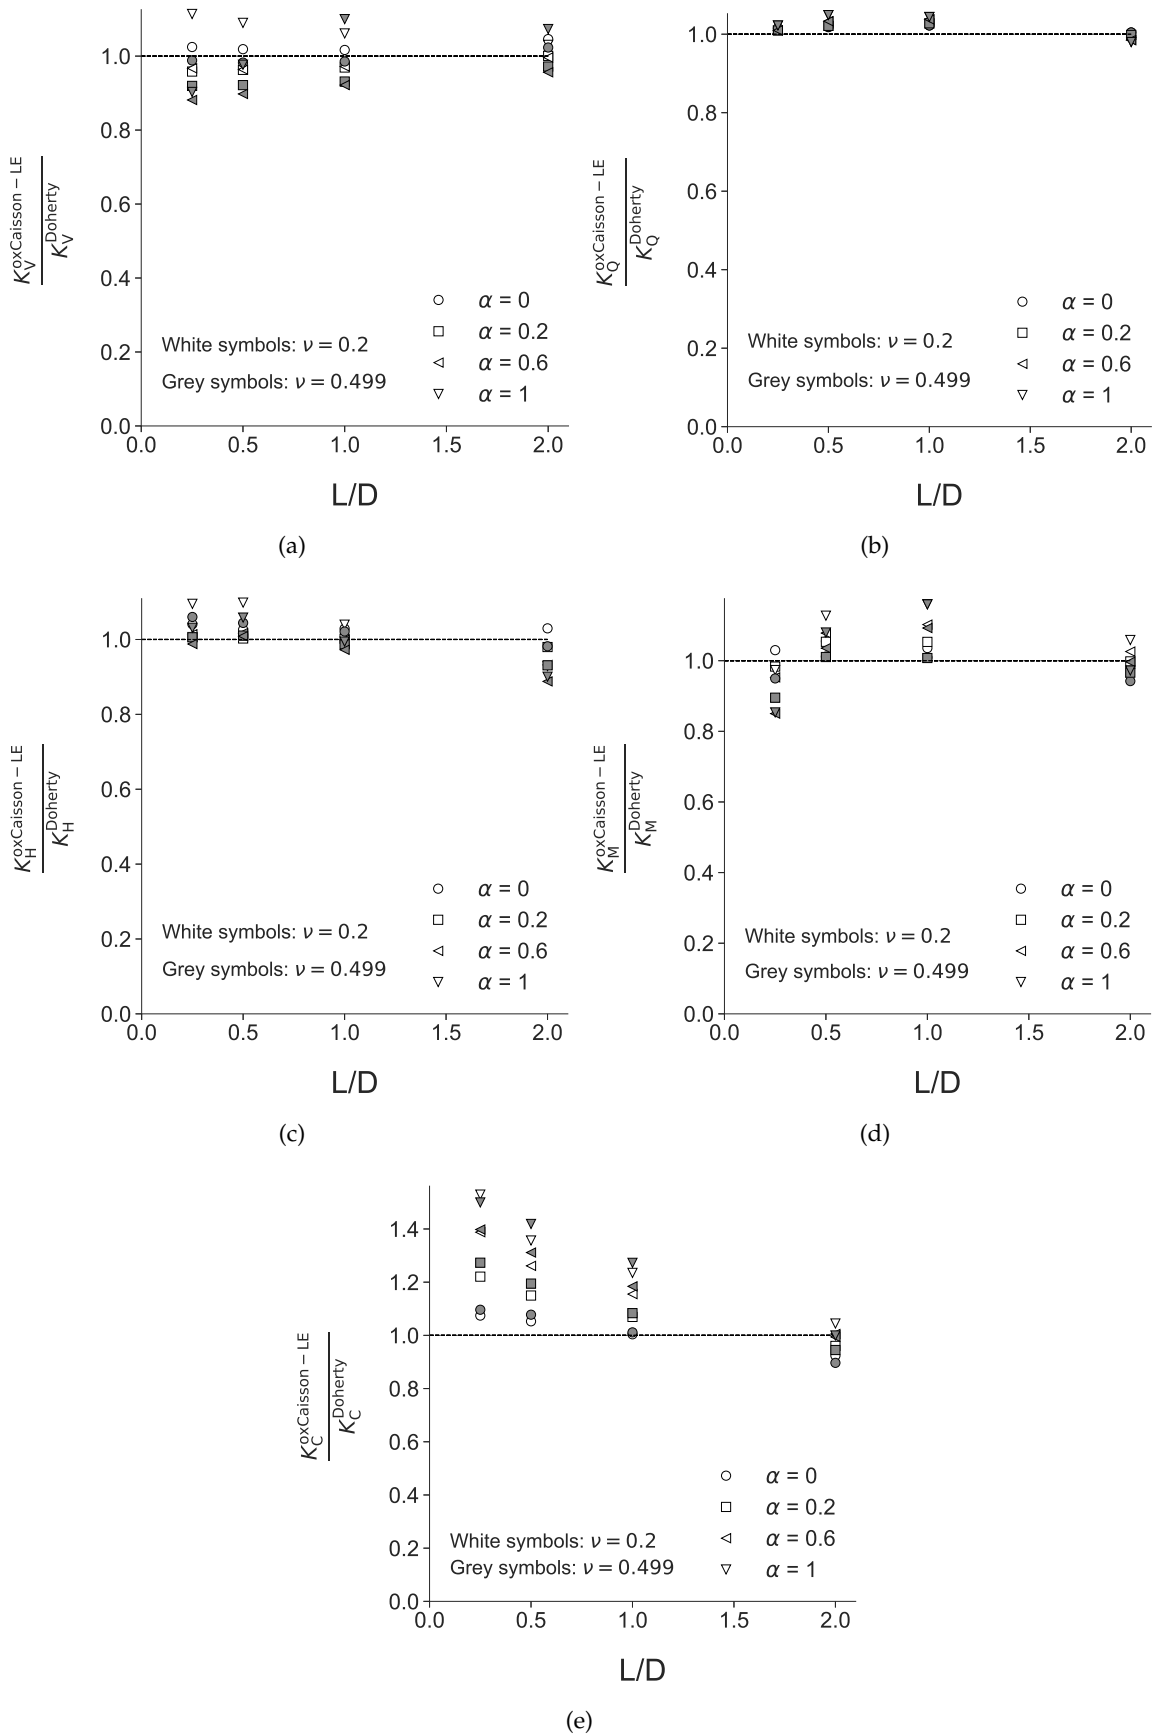 1.0
0.8
0.6
0.4
0.2
0.0
K_V^oxCaisson − LE
K_V^Doherty
White symbols: ν = 0.2
Grey symbols: ν = 0.499
α = 0
α = 0.2
α = 0.6
α = 1
0.0 0.5 1.0 1.5 2.0
L/D
(a)
1.0
0.8
0.6
0.4
0.2
0.0
K_Q^oxCaisson − LE
K_Q^Doherty
White symbols: ν = 0.2
Grey symbols: ν = 0.499
α = 0
α = 0.2
α = 0.6
α = 1
0.0 0.5 1.0 1.5 2.0
L/D
(b)
1.0
0.8
0.6
0.4
0.2
0.0
K_H^oxCaisson − LE
K_H^Doherty
White symbols: ν = 0.2
Grey symbols: ν = 0.499
α = 0
α = 0.2
α = 0.6
α = 1
0.0 0.5 1.0 1.5 2.0
L/D
(c)
1.0
0.8
0.6
0.4
0.2
0.0
K_M^oxCaisson − LE
K_M^Doherty
White symbols: ν = 0.2
Grey symbols: ν = 0.499
α = 0
α = 0.2
α = 0.6
α = 1
0.0 0.5 1.0 1.5 2.0
L/D
(d)
1.4
1.2
1.0
0.8
0.6
0.4
0.2
0.0
K_C^oxCaisson − LE
K_C^Doherty
White symbols: ν = 0.2
Grey symbols: ν = 0.499
α = 0
α = 0.2
α = 0.6
α = 1
0.0 0.5 1.0 1.5 2.0
L/D
(e)